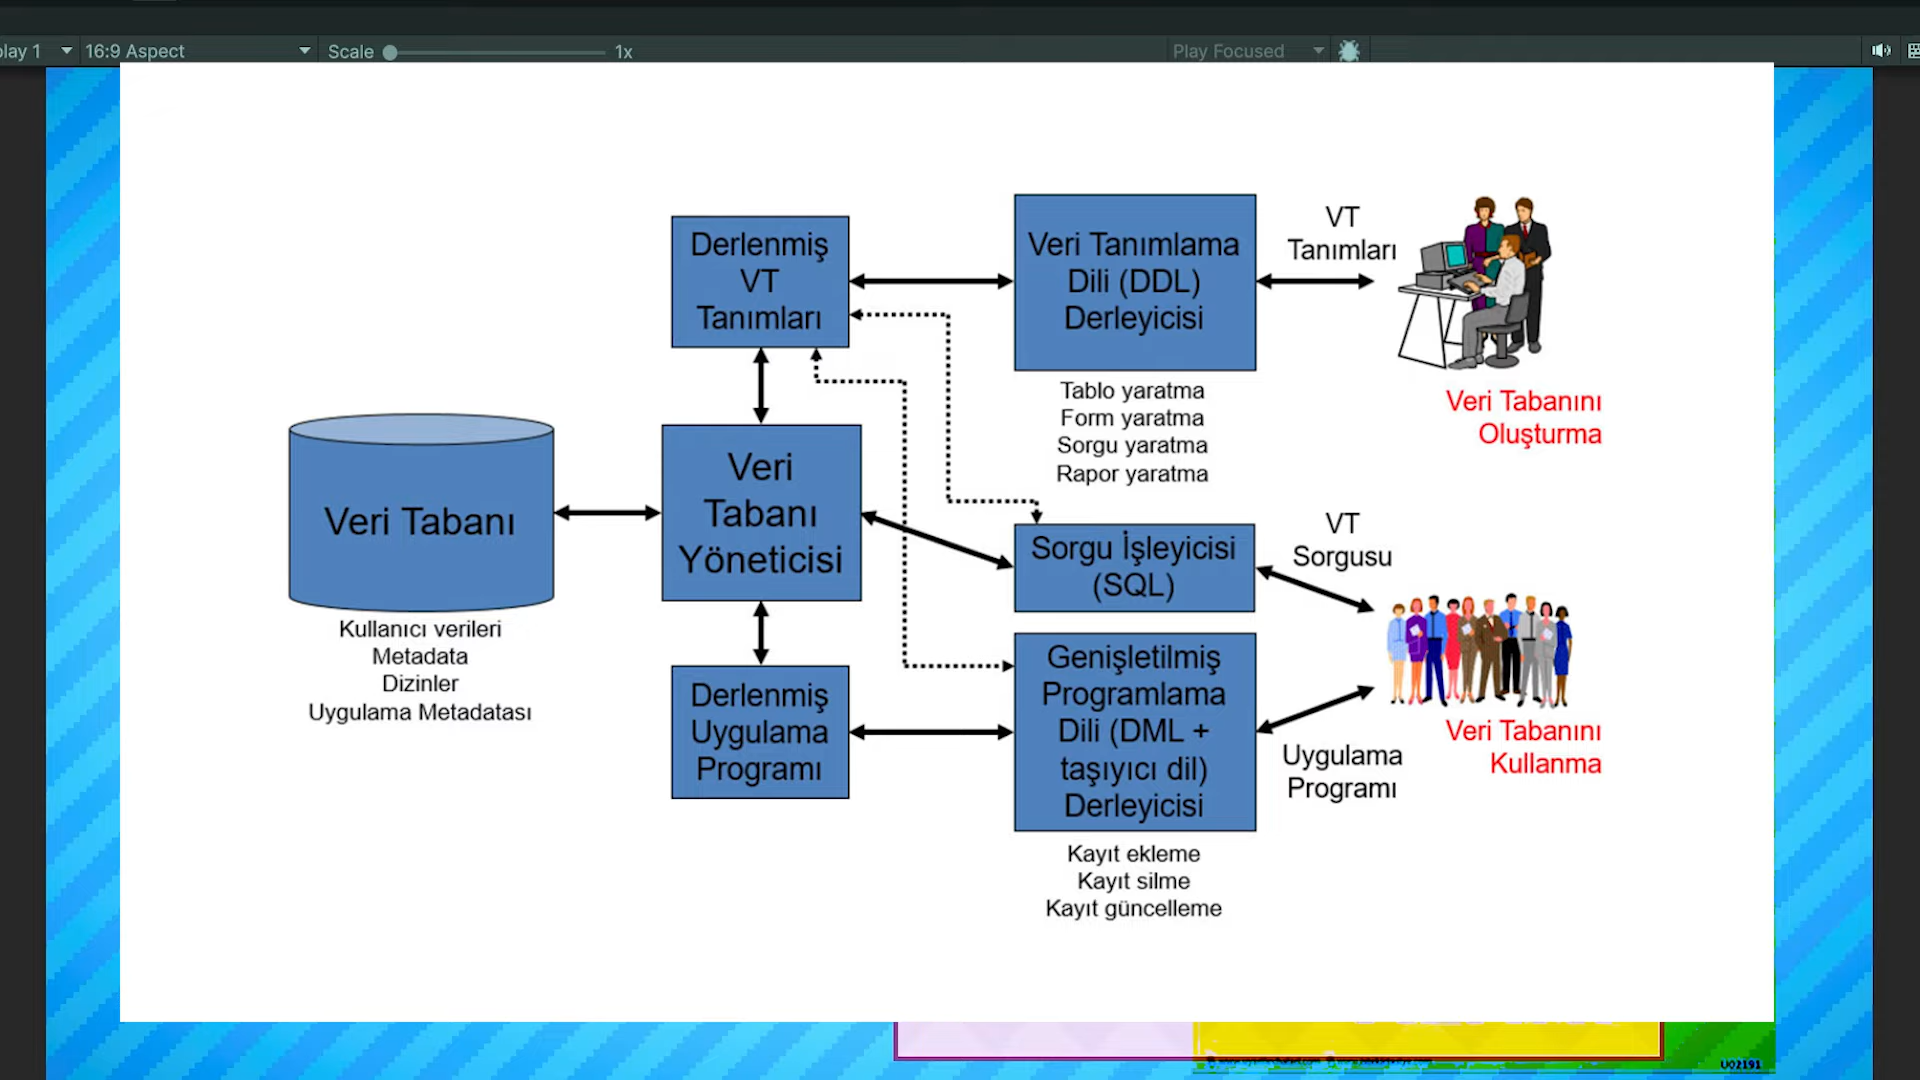 lay 1
16:9 Aspect
Scale
1x
Play Focused
Derlenmiş
VT
Tanımları
Veri Tanımlama
Dili (DDL)
Derleyicisi
VT
Tanımları
Tablo yaratma
Form yaratma
Sorgu yaratma
Rapor yaratma
Veri Tabanını
Oluşturma
Veri Tabanı
Kullanıcı verileri
Metadata
Dizinler
Uygulama Metadatası
Veri
Tabanı
Yöneticisi
Sorgu İşleyicisi
(SQL)
VT
Sorgusu
Derlenmiş
Uygulama
Programı
Genişletilmiş
Programlama
Dili (DML +
taşıyıcı dil)
Derleyicisi
Uygulama
Programı
Veri Tabanını
Kullanma
Kayıt ekleme
Kayıt silme
Kayıt güncelleme
U02191